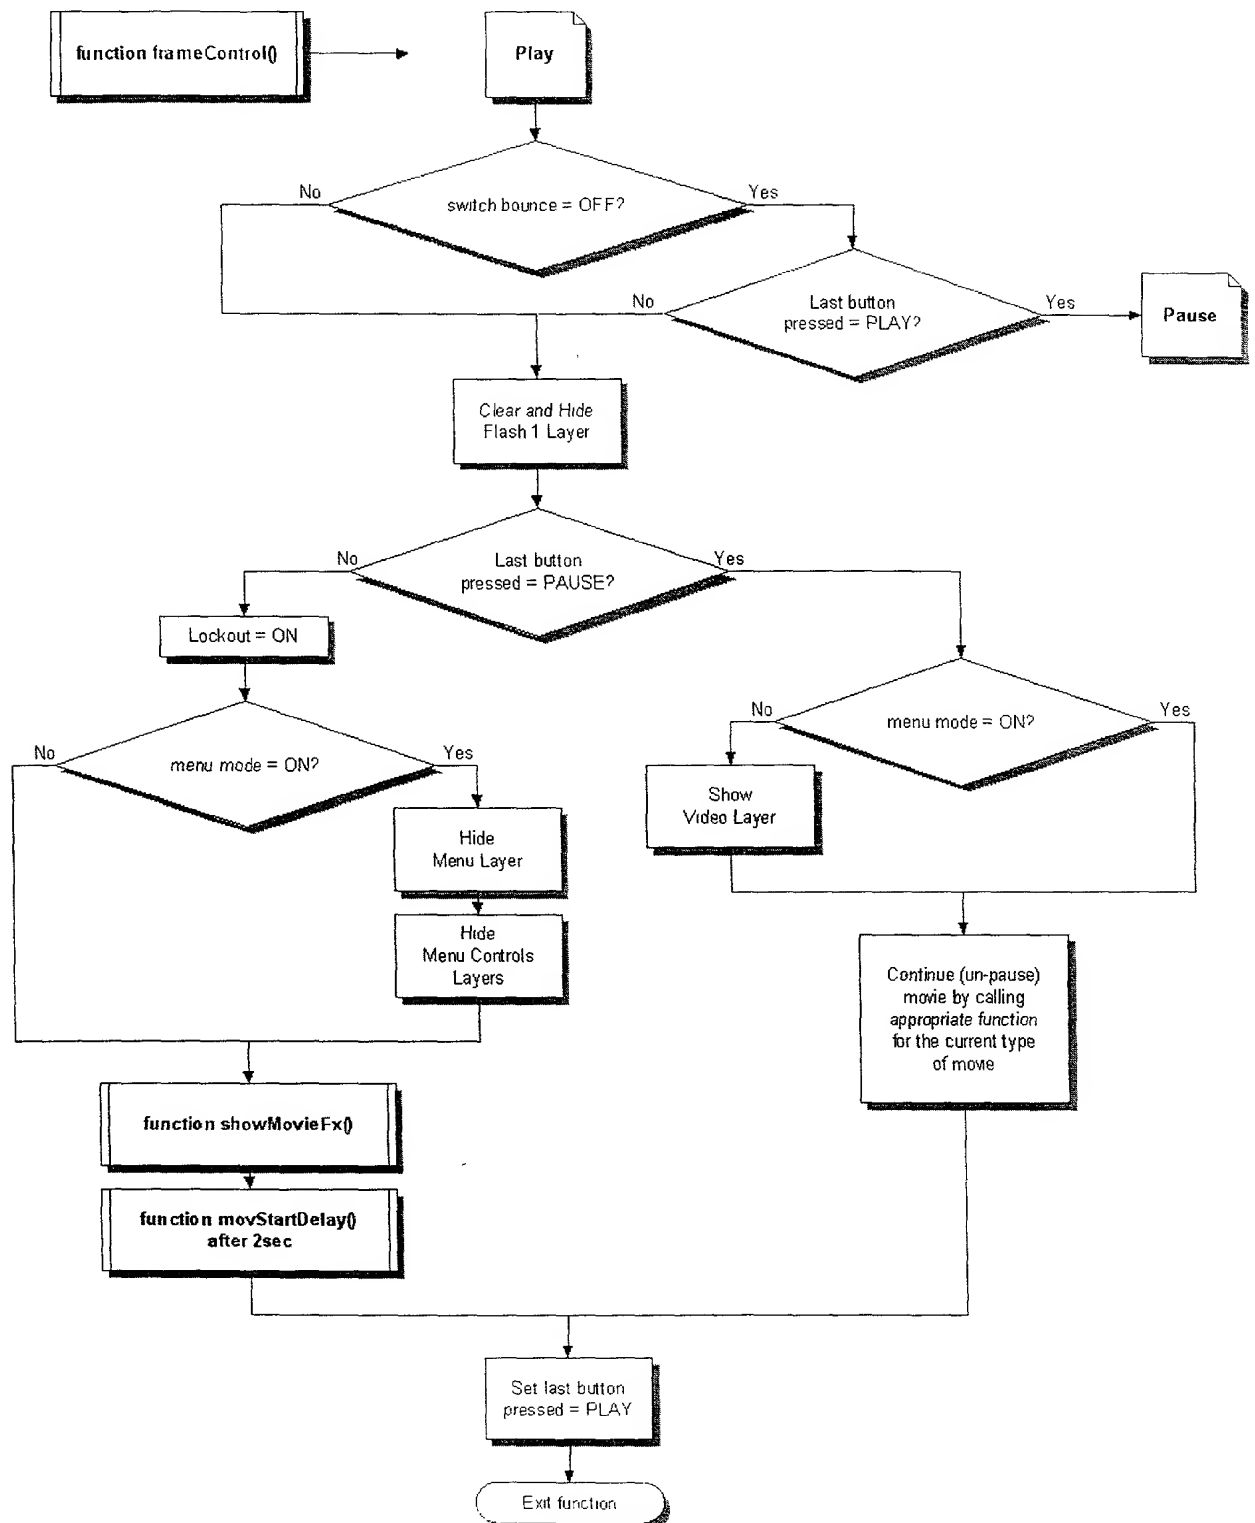 function frameControl()
Play
No
switch bounce = OFF?
Yes
No
Last button
pressed = PLAY?
Yes
Pause
Clear and Hide
Flash 1 Layer
No
Last button
pressed = PAUSE?
Yes
Lockout = ON
No
menu mode = ON?
Yes
No
menu mode = ON?
Yes
Hide
Menu Layer
Show
Video Layer
Hide
Menu Controls
Layers
Continue (un-pause)
movie by calling
appropriate function
for the current type
of movie
function showMovieFx()
function movStartDelay()
after 2sec
Set last button
pressed = PLAY
Exit function